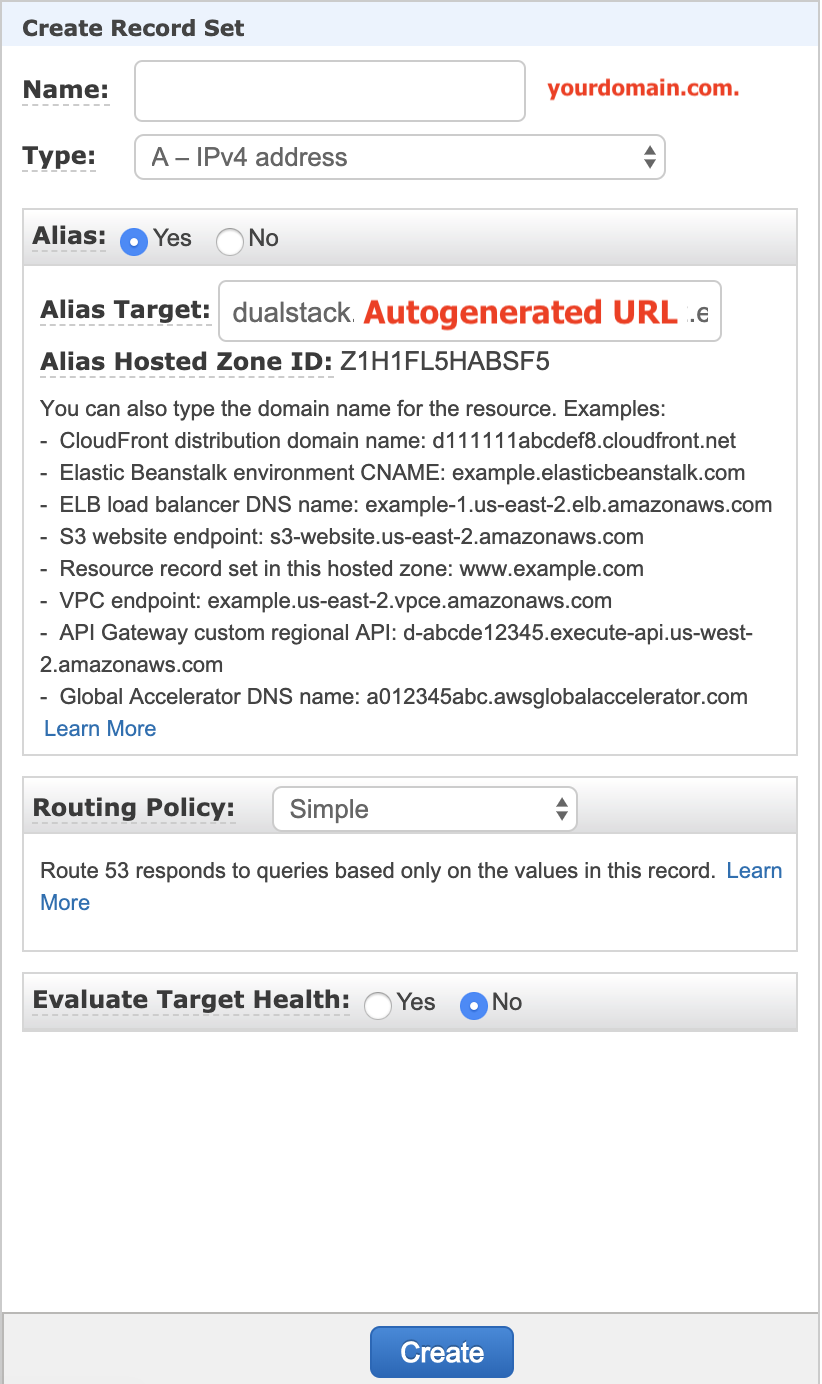 Create Record Set
Name: yourdomain.com.
Type: A – IPv4 address
Alias: Yes No
Alias Target: dualstack. Autogenerated URL .e
Alias Hosted Zone ID: Z1H1FL5HABSF5
You can also type the domain name for the resource. Examples:
- CloudFront distribution domain name: d111111abcdef8.cloudfront.net
- Elastic Beanstalk environment CNAME: example.elasticbeanstalk.com
- ELB load balancer DNS name: example-1.us-east-2.elb.amazonaws.com
- S3 website endpoint: s3-website.us-east-2.amazonaws.com
- Resource record set in this hosted zone: www.example.com
- VPC endpoint: example.us-east-2.vpce.amazonaws.com
- API Gateway custom regional API: d-abcde12345.execute-api.us-west-
2.amazonaws.com
- Global Accelerator DNS name: a012345abc.awsglobalaccelerator.com
Learn More
Routing Policy: Simple
Route 53 responds to queries based only on the values in this record. Learn
More
Evaluate Target Health: Yes No
Create